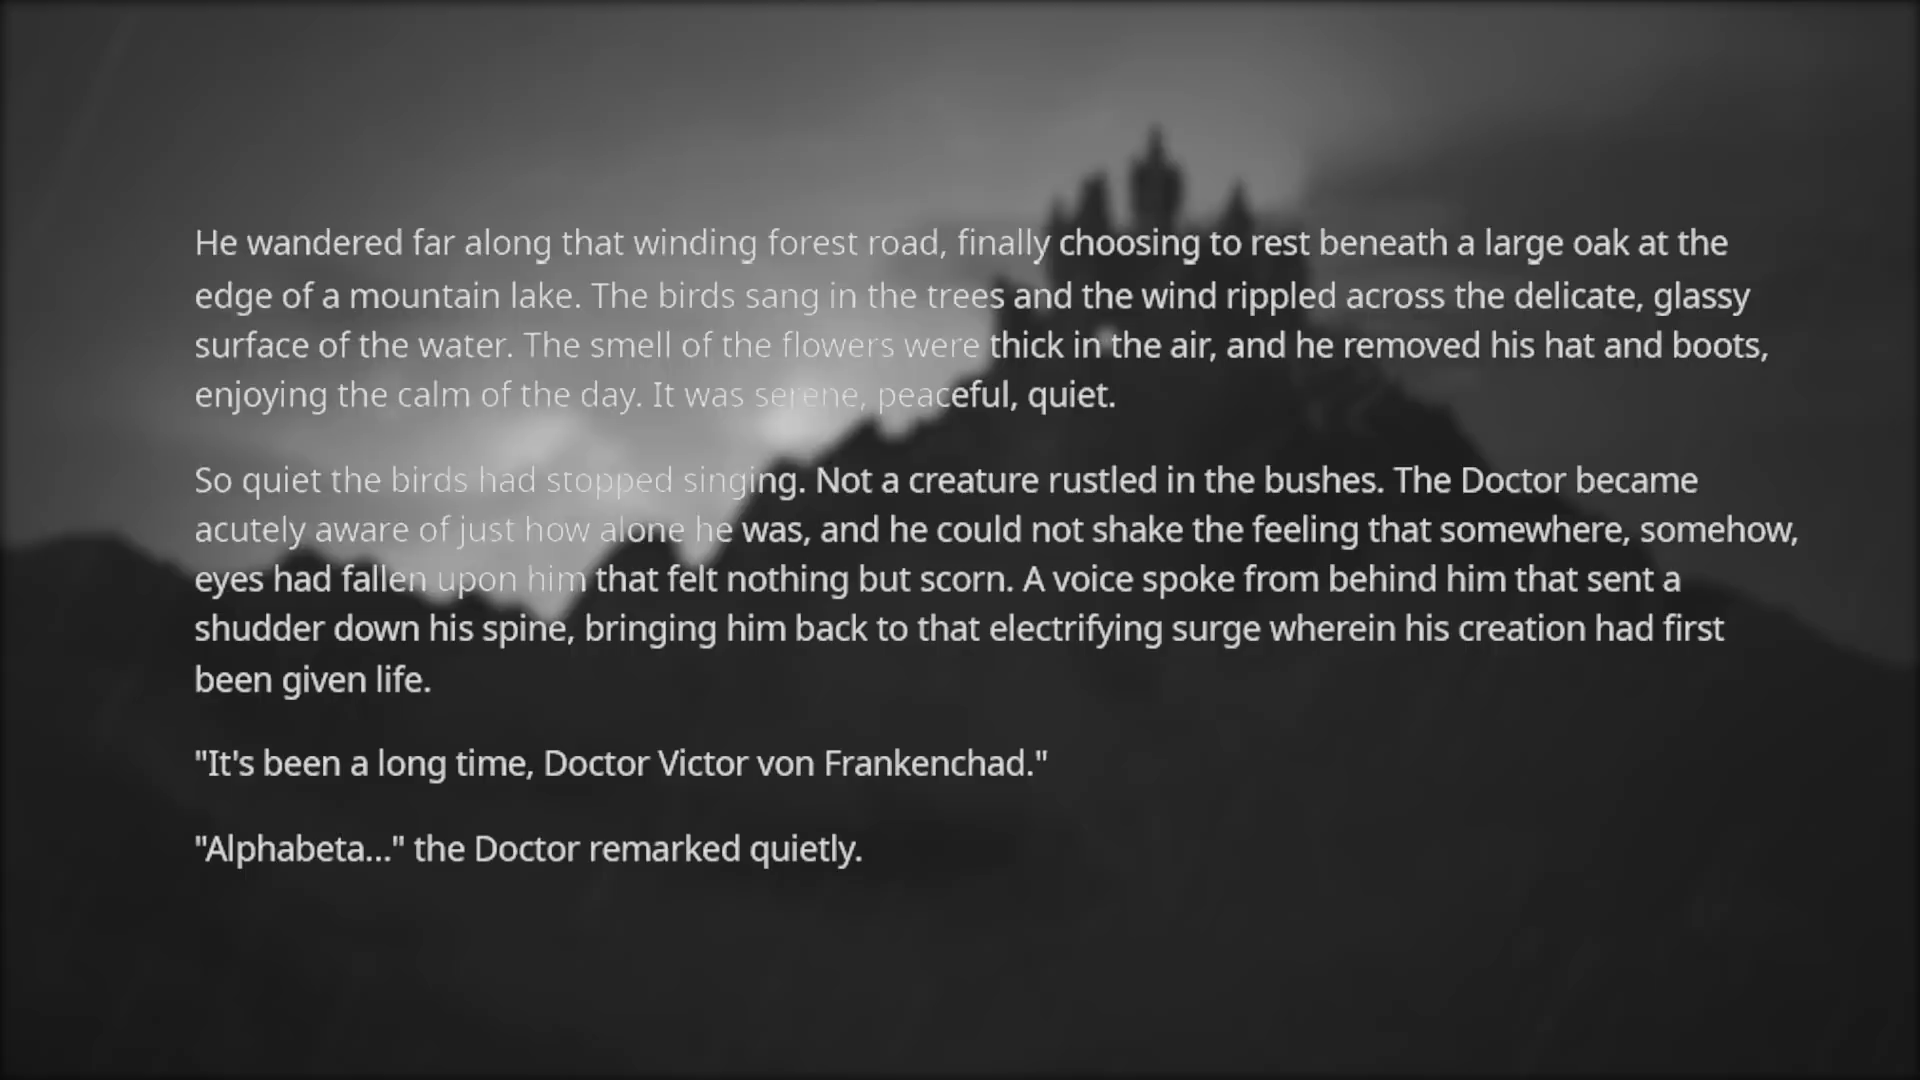 He wandered far along that winding forest road, finally choosing to rest beneath a large oak at the
edge of a mountain lake. The birds sang in the trees and the wind rippled across the delicate, glassy
surface of the water. The smell of the flowers were thick in the air, and he removed his hat and boots,
enjoying the calm of the day. It was serene, peaceful, quiet.
So quiet the birds had stopped singing. Not a creature rustled in the bushes. The Doctor became
acutely aware of just how alone he was, and he could not shake the feeling that somewhere, somehow,
eyes had fallen upon him that felt nothing but scorn. A voice spoke from behind him that sent a
shudder down his spine, bringing him back to that electrifying surge wherein his creation had first
been given life.
"It's been a long time, Doctor Victor von Frankenchad."
"Alphabeta..." the Doctor remarked quietly.